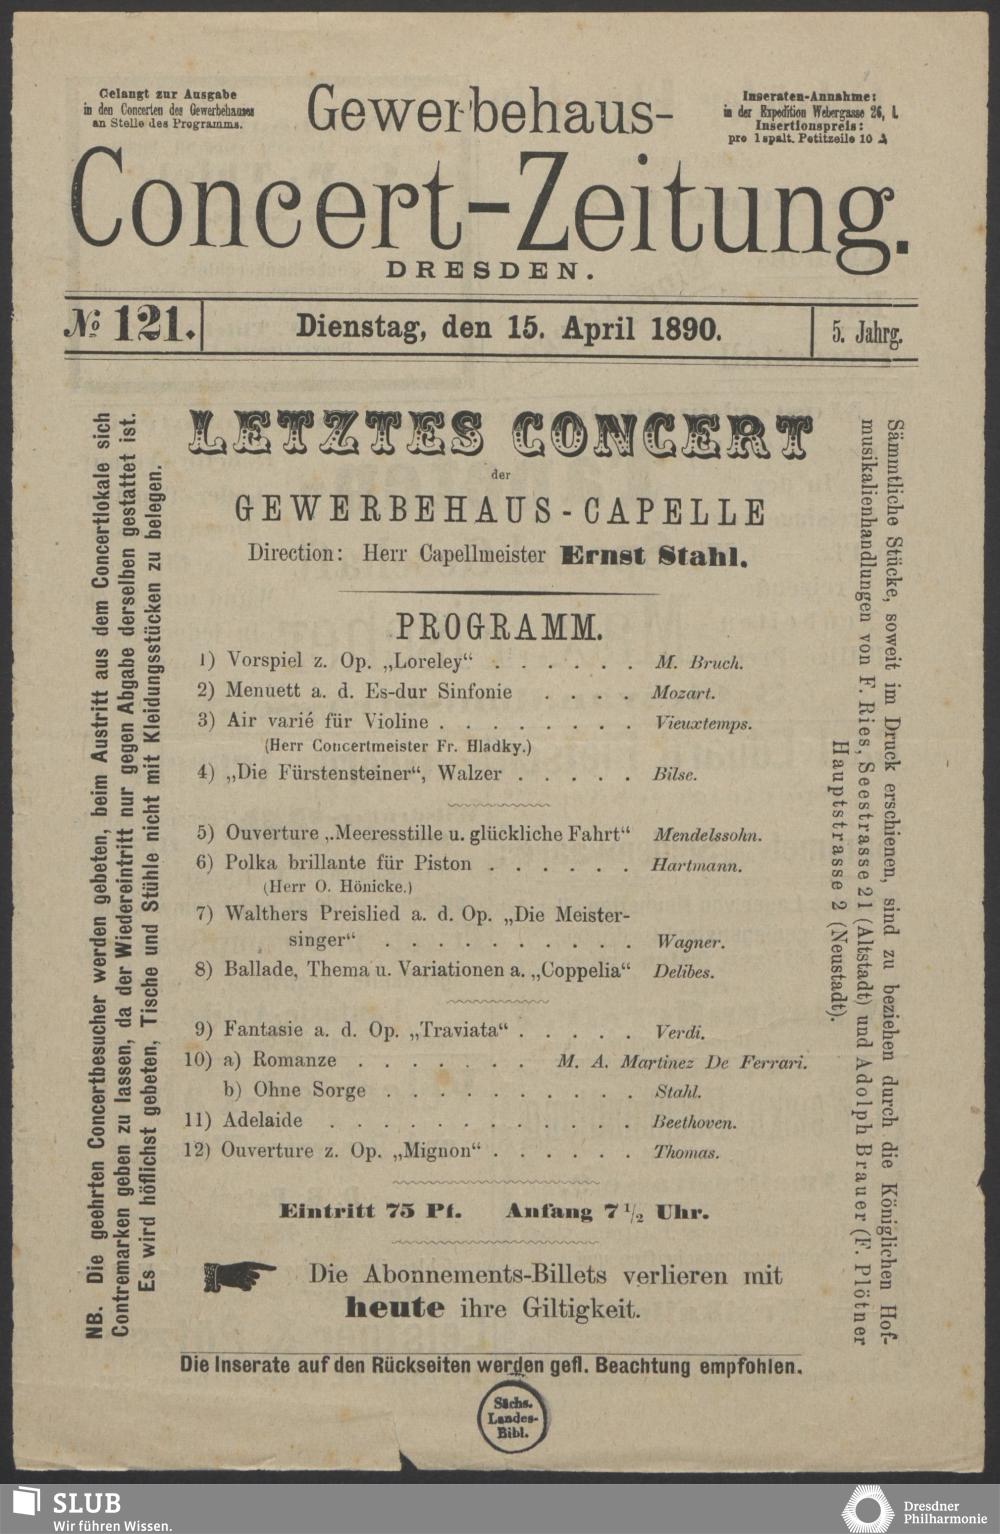 Gelangt zur Ausgabe
in den Concerten des Gewerbehauses
an Stelle des Programms.
Gewerbehaus-
Inseraten-Annahme:
in der Expedition Webergasse 26, I.
Insertionspreis:
pro 1spalt. Petitzeile 10 ₰
Concert-Zeitung.
DRESDEN.
No 121.
Dienstag, den 15. April 1890.
5. Jahrg.
LETZTES CONCERT
der
GEWERBEHAUS-CAPELLE
Direction: Herr Capellmeister Ernst Stahl.
PROGRAMM.
1) Vorspiel z. Op. „Loreley“ . . . . . . M. Bruch.
2) Menuett a. d. Es-dur Sinfonie . . . . Mozart.
3) Air varié für Violine . . . . . . . . Vieuxtemps.
(Herr Concertmeister Fr. Hladky.)
4) „Die Fürstensteiner“, Walzer . . . . . Bilse.
5) Ouverture „Meeresstille u. glückliche Fahrt“ Mendelssohn.
6) Polka brillante für Piston . . . . . . Hartmann.
(Herr O. Hönicke.)
7) Walthers Preislied a. d. Op. „Die Meister-
singer“ . . . . . . . . . . Wagner.
8) Ballade, Thema u. Variationen a. „Coppelia“ Delibes.
9) Fantasie a. d. Op. „Traviata“ . . . . . Verdi.
10) a) Romanze . . . . . . . M. A. Martinez De Ferrari.
b) Ohne Sorge . . . . . . . . . . Stahl.
11) Adelaide . . . . . . . . . . . . Beethoven.
12) Ouverture z. Op. „Mignon“ . . . . . . Thomas.
Eintritt 75 Pf. Anfang 7 1/2 Uhr.
Die Abonnements-Billets verlieren mit
heute ihre Giltigkeit.
Die Inserate auf den Rückseiten werden gefl. Beachtung empfohlen.
NB. Die geehrten Concertbesucher werden gebeten, beim Austritt aus dem Concertlokale sich
Contremarken geben zu lassen, da der Wiedereintritt nur gegen Abgabe derselben gestattet ist.
Es wird höflichst gebeten, Tische und Stühle nicht mit Kleidungsstücken zu belegen.
Sämmtliche Stücke, soweit im Druck erschienen, sind zu beziehen durch die Königlichen Hof-
musikalienhandlungen von F. Ries, Seestrasse 21 (Altstadt) und Adolph Brauer (F. Plötner
Hauptstrasse 2 (Neustadt).
Sächs.
Landes-
Bibl.
SLUB
Wir führen Wissen.
Dresdner
Philharmonie